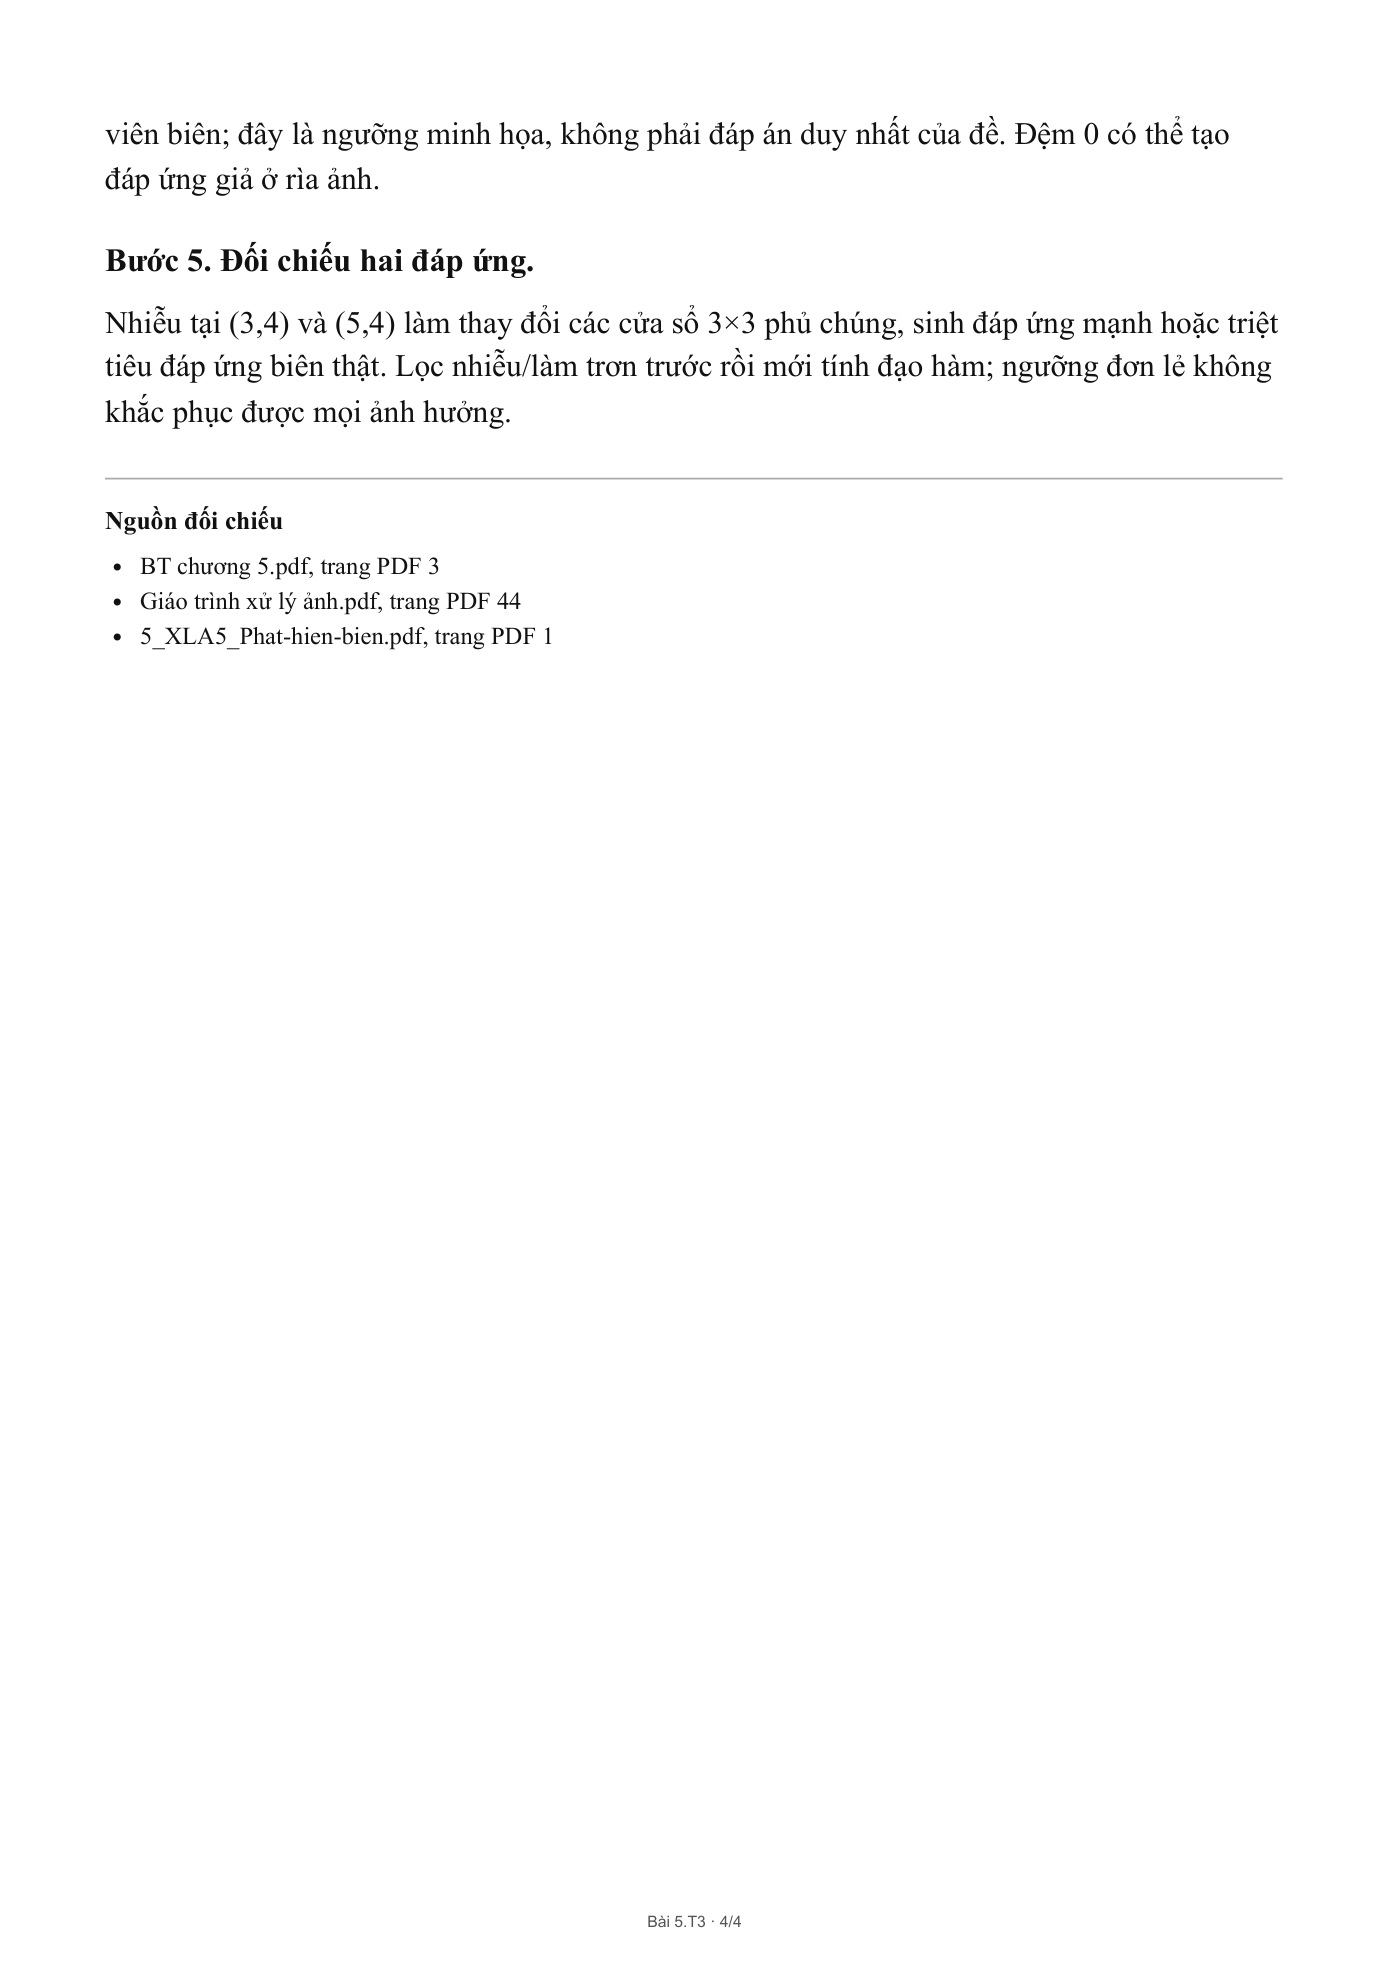 viên biên; đây là ngưỡng minh họa, không phải đáp án duy nhất của đề. Đệm 0 có thể tạo
đáp ứng giả ở rìa ảnh.
Bước 5. Đối chiếu hai đáp ứng.
Nhiễu tại (3,4) và (5,4) làm thay đổi các cửa sổ 3×3 phủ chúng, sinh đáp ứng mạnh hoặc triệt
tiêu đáp ứng biên thật. Lọc nhiễu/làm trơn trước rồi mới tính đạo hàm; ngưỡng đơn lẻ không
khắc phục được mọi ảnh hưởng.
Nguồn đối chiếu
• BT chương 5.pdf, trang PDF 3
• Giáo trình xử lý ảnh.pdf, trang PDF 44
• 5_XLA5_Phat-hien-bien.pdf, trang PDF 1
Bài 5.T3 · 4/4